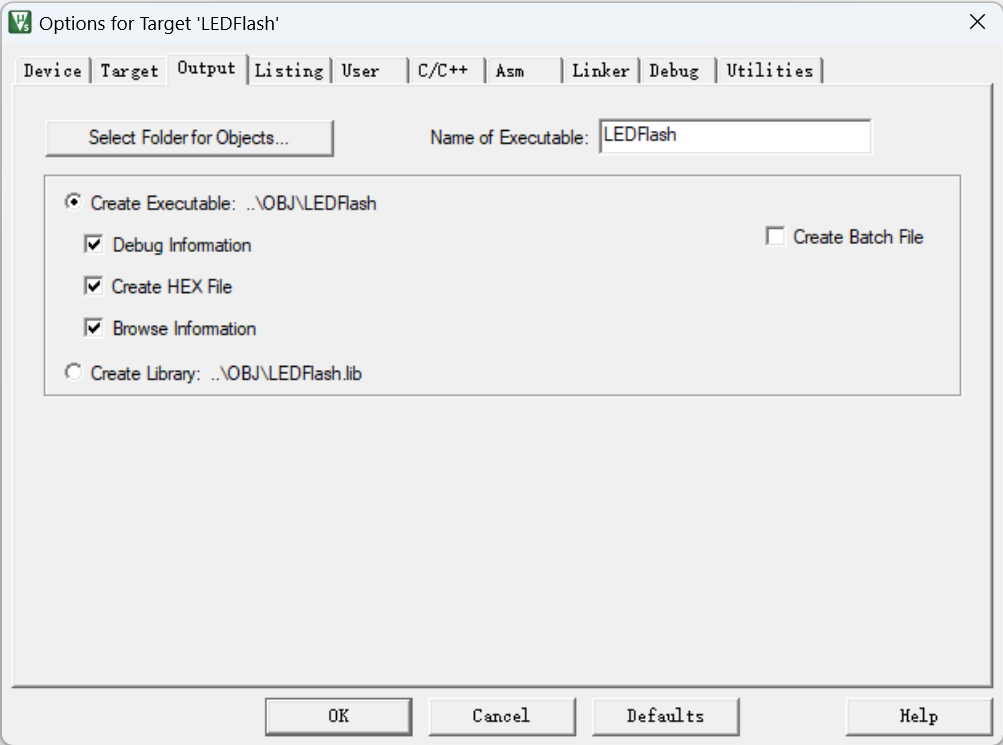 Options for Target 'LEDFlash'
Device Target Output Listing User C/C++ Asm Linker Debug Utilities
Select Folder for Objects... Name of Executable: LEDFlash
Create Executable: ..\OBJ\LEDFlash
Debug Information Create Batch File
Create HEX File
Browse Information
Create Library: ..\OBJ\LEDFlash.lib
OK Cancel Defaults Help